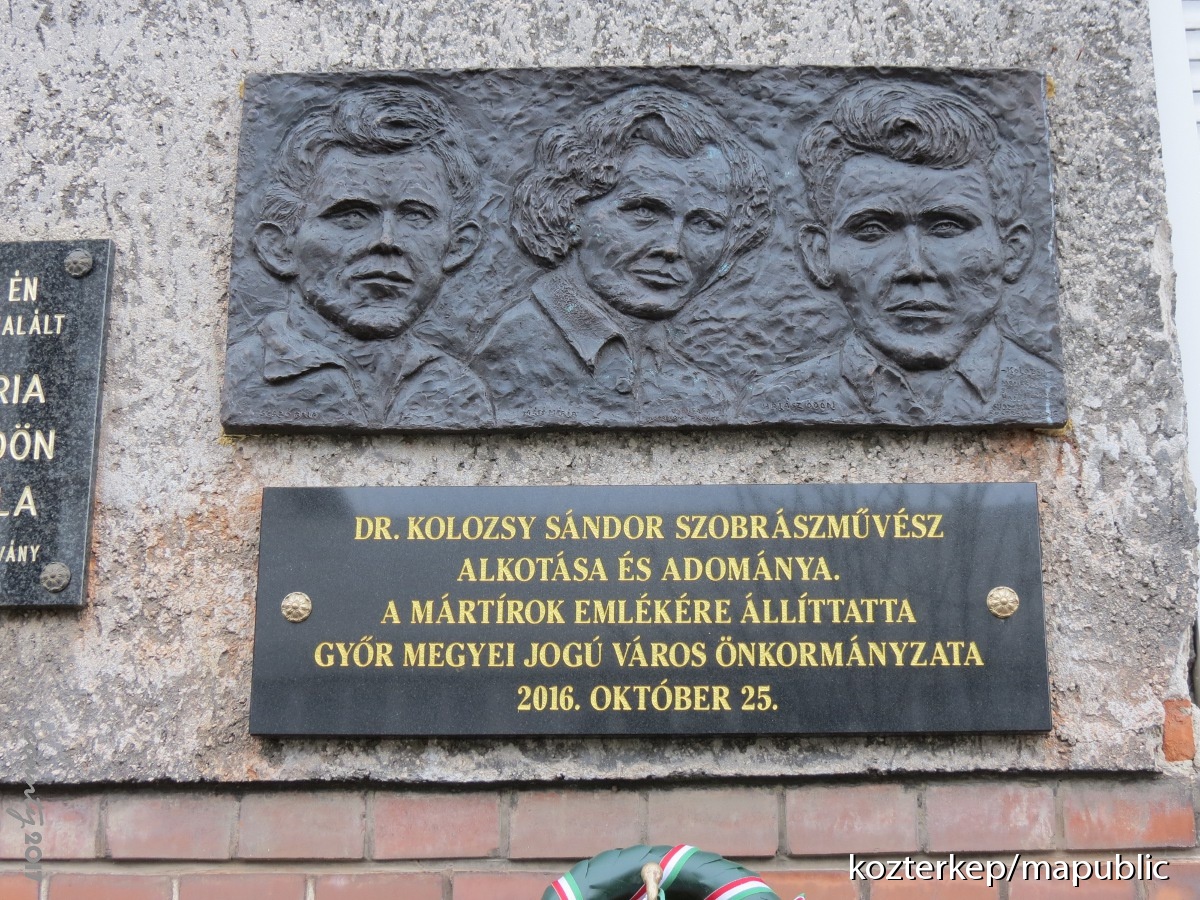 ÉN
ALÁLT
RIA
DÖN
LA
VÁNY
DR. KOLOZSY SÁNDOR SZOBRÁSZMŰVÉSZ
ALKOTÁSA ÉS ADOMÁNYA.
A MÁRTÍROK EMLÉKÉRE ÁLLÍTTATTA
GYŐR MEGYEI JOGÚ VÁROS ÖNKORMÁNYZATA
2016. OKTÓBER 25.
kozterkep/mapublic